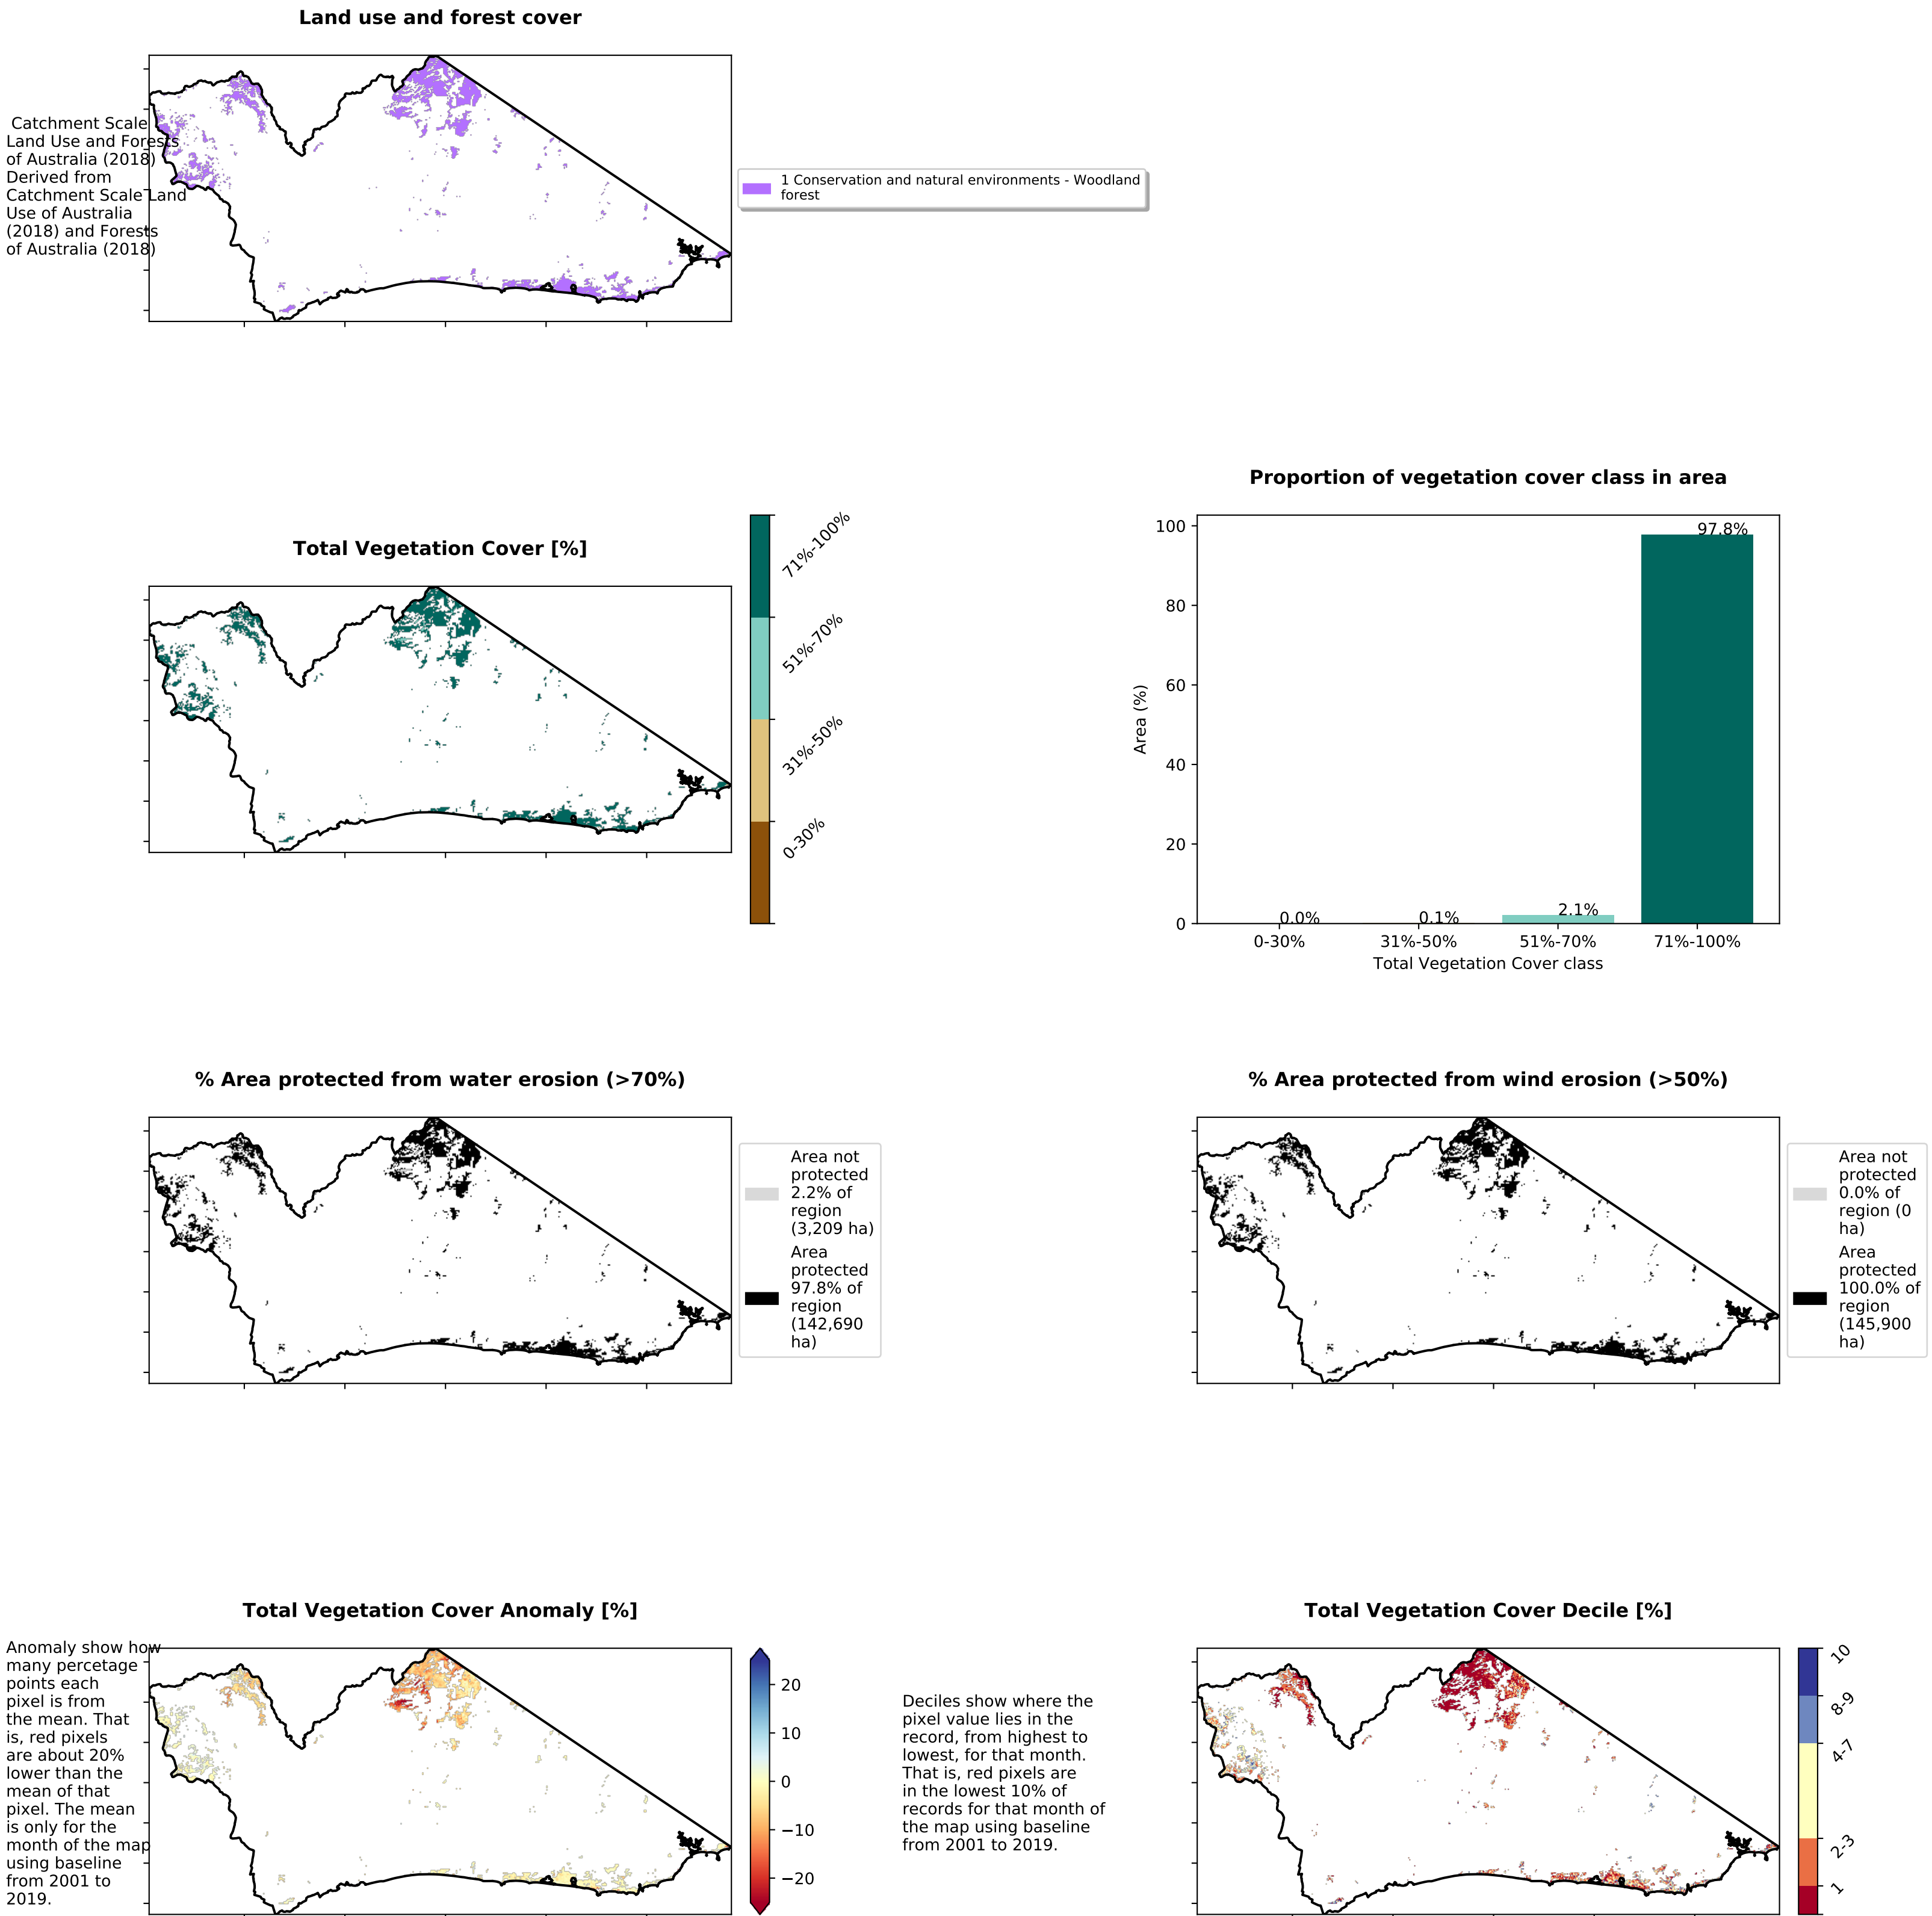 Land use and forest cover
Catchment Scale
Land Use and Forests
of Australia (2018)
Derived from
Catchment Scale Land
Use of Australia
(2018) and Forests
of Australia (2018)
1 Conservation and natural environments - Woodland
forest
Total Vegetation Cover [%]
71%-100%
51%-70%
31%-50%
0-30%
Proportion of vegetation cover class in area
100
80
60
40
20
0
Area (%)
0.0%
0.1%
2.1%
97.8%
0-30%
31%-50%
51%-70%
71%-100%
Total Vegetation Cover class
% Area protected from water erosion (>70%)
Area not
protected
2.2% of
region
(3,209 ha)
Area
protected
97.8% of
region
(142,690
ha)
% Area protected from wind erosion (>50%)
Area not
protected
0.0% of
region (0
ha)
Area
protected
100.0% of
region
(145,900
ha)
Total Vegetation Cover Anomaly [%]
Anomaly show how
many percetage
points each
pixel is from
the mean. That
is, red pixels
are about 20%
lower than the
mean of that
pixel. The mean
is only for the
month of the map
using baseline
from 2001 to
2019.
20
10
0
−10
−20
Total Vegetation Cover Decile [%]
Deciles show where the
pixel value lies in the
record, from highest to
lowest, for that month.
That is, red pixels are
in the lowest 10% of
records for that month of
the map using baseline
from 2001 to 2019.
10
8-9
4-7
2-3
1